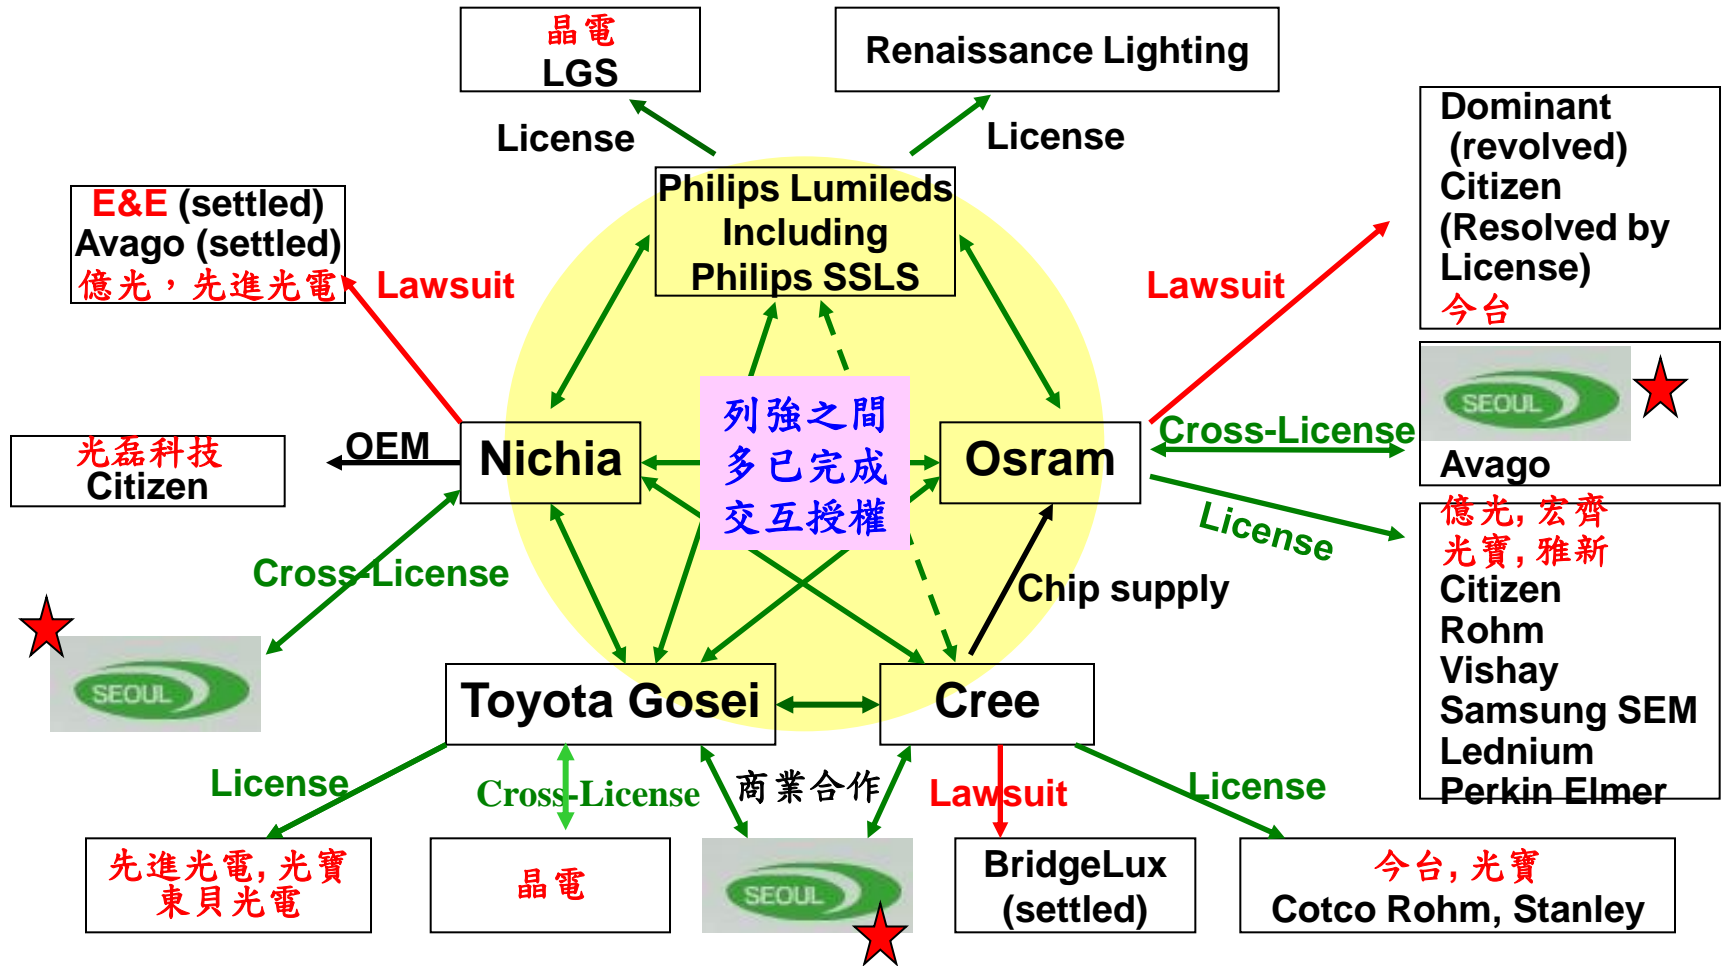 晶電
LGS
Renaissance Lighting
License
License
Dominant
(revolved)
Citizen
(Resolved by
License)
今台
Philips Lumileds
Including
Philips SSLS
E&E (settled)
Avago (settled)
億光，先進光電
Lawsuit
Lawsuit
SEOUL
Avago
Cross-License
列強之間
多已完成
交互授權
Nichia
Osram
OEM
光磊科技
Citizen
License
億光, 宏齊
光寶, 雅新
Citizen
Rohm
Vishay
Samsung SEM
Lednium
Perkin Elmer
Cross-License
Chip supply
SEOUL
Toyota Gosei
Cree
License
Cross-License
商業合作
Lawsuit
License
先進光電, 光寶
東貝光電
晶電
SEOUL
BridgeLux
(settled)
今台, 光寶
Cotco Rohm, Stanley